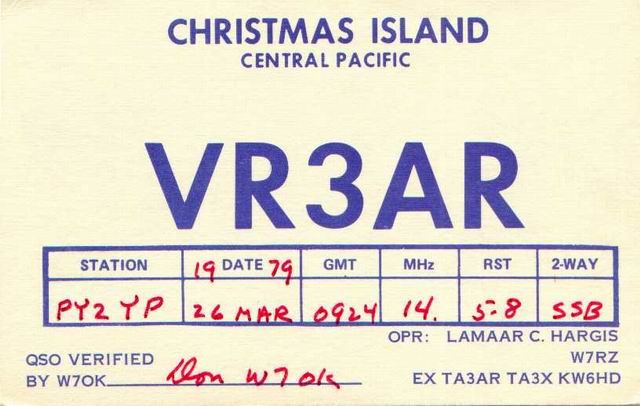 CHRISTMAS ISLAND
CENTRAL PACIFIC
VR3AR
STATION 19 DATE 79 GMT MHz RST 2-WAY
PY2YP 26 MAR 0924 14. 5-8 SSB
OPR: LAMAAR C. HARGIS
W7RZ
QSO VERIFIED
BY W7OK Don W7OK EX TA3AR TA3X KW6HD